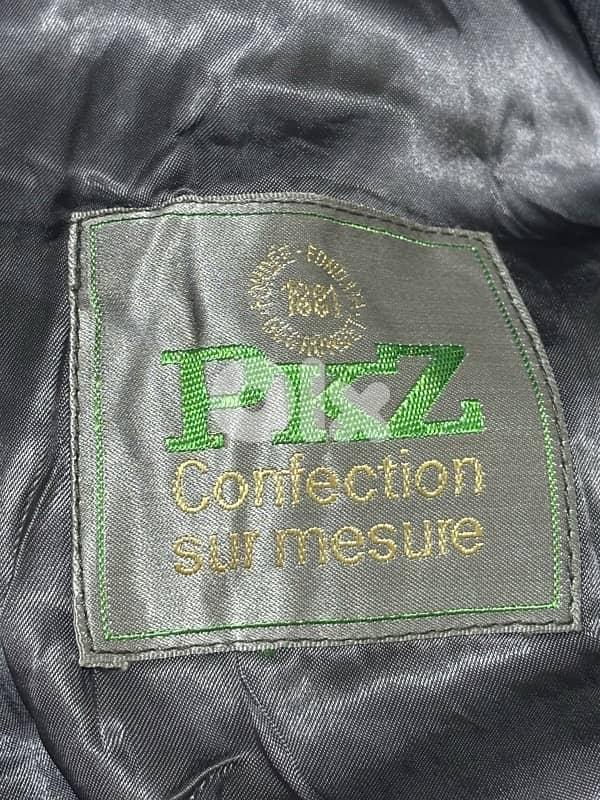 1881
PKZ
Confection
sur mesure